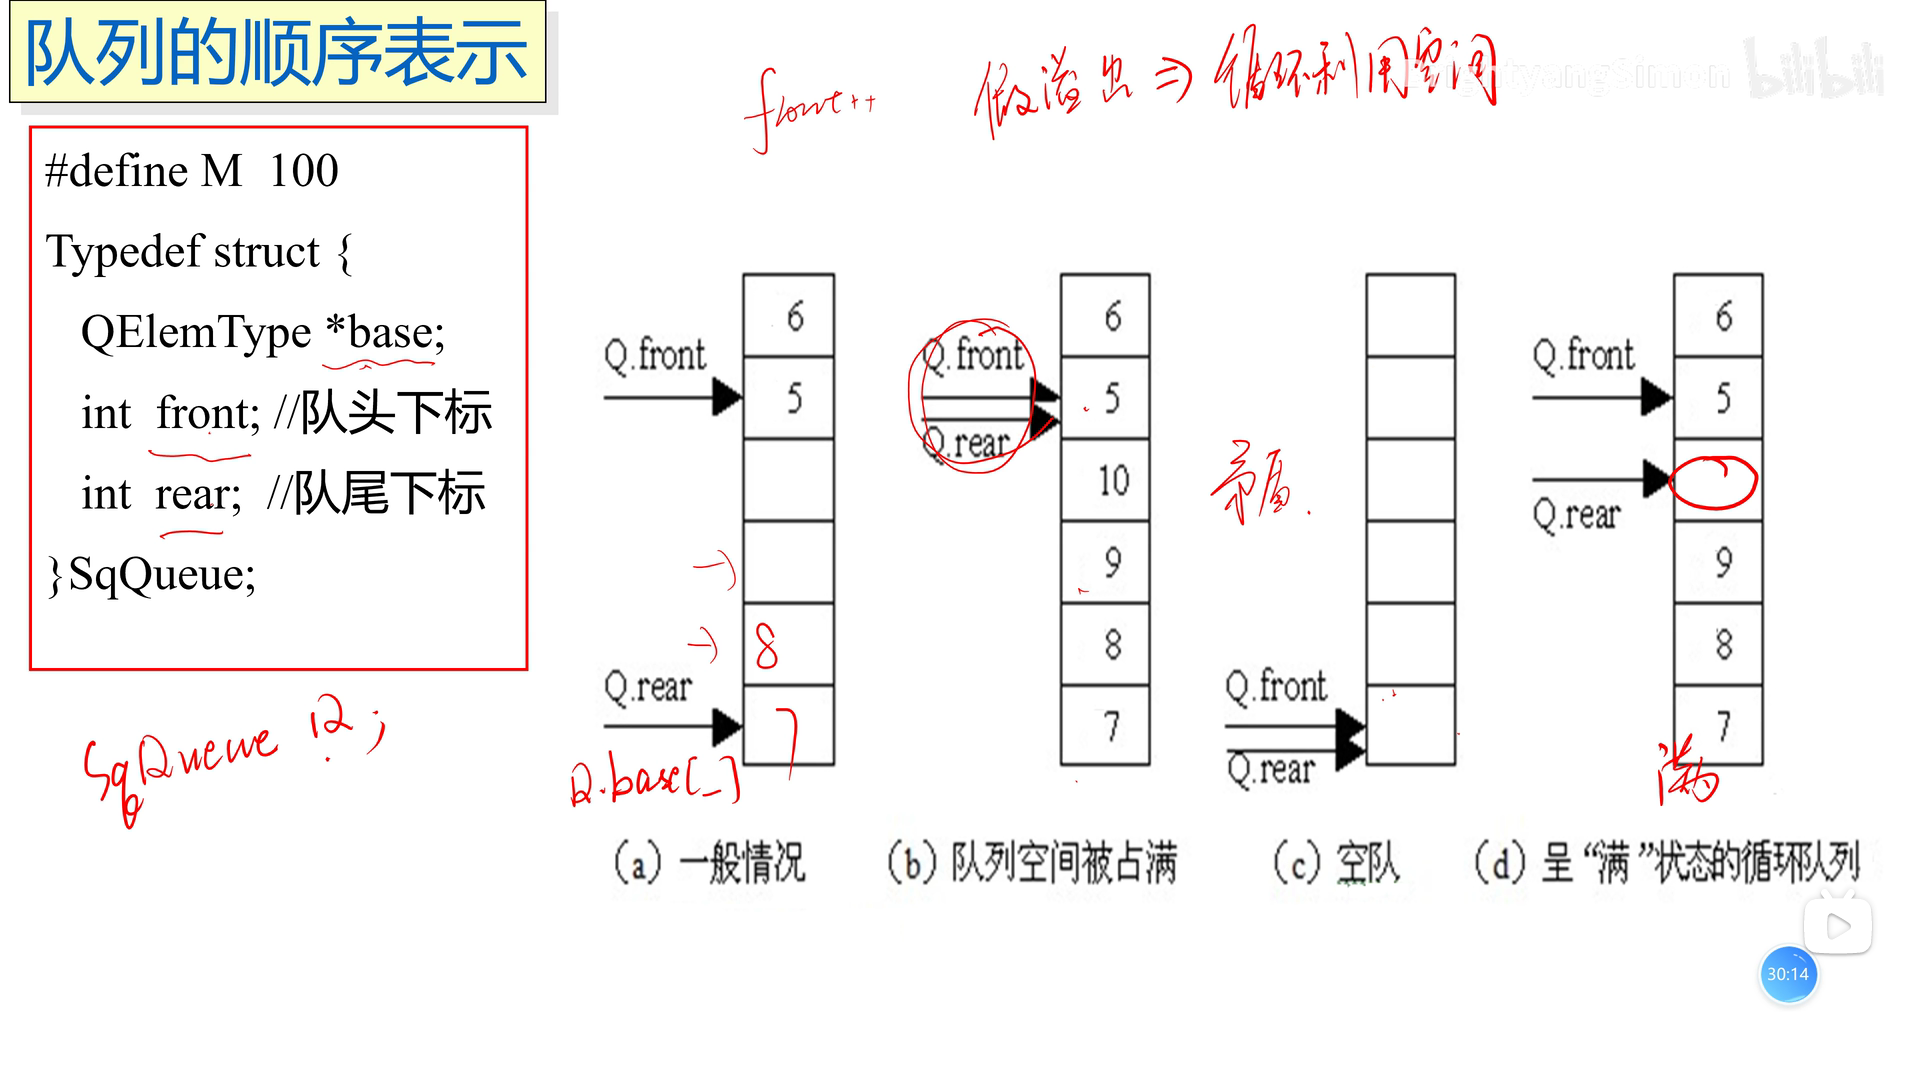 队列的顺序表示
front++ 假溢出 ⇒ 循环利用空间
bilibili
#define M 100
Typedef struct {
QElemType *base;
int front; //队头下标
int rear; //队尾下标
}SqQueue;
SqQueue Q;
Q.front
6
5
8
7
Q.rear
Q.base[_]
(a) 一般情况
Q.front
Q.rear
6
5
10
9
8
7
(b) 队列空间被占满
矛盾.
Q.front
Q.rear
(c) 空队
Q.front
Q.rear
6
5
9
8
7
满
(d) 呈“满”状态的循环队列
30:14